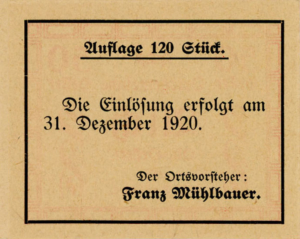 Auflage 120 Stück.
Die Einlösung erfolgt am
31. Dezember 1920.
Der Ortsvorsteher:
Franz Mühlbauer.